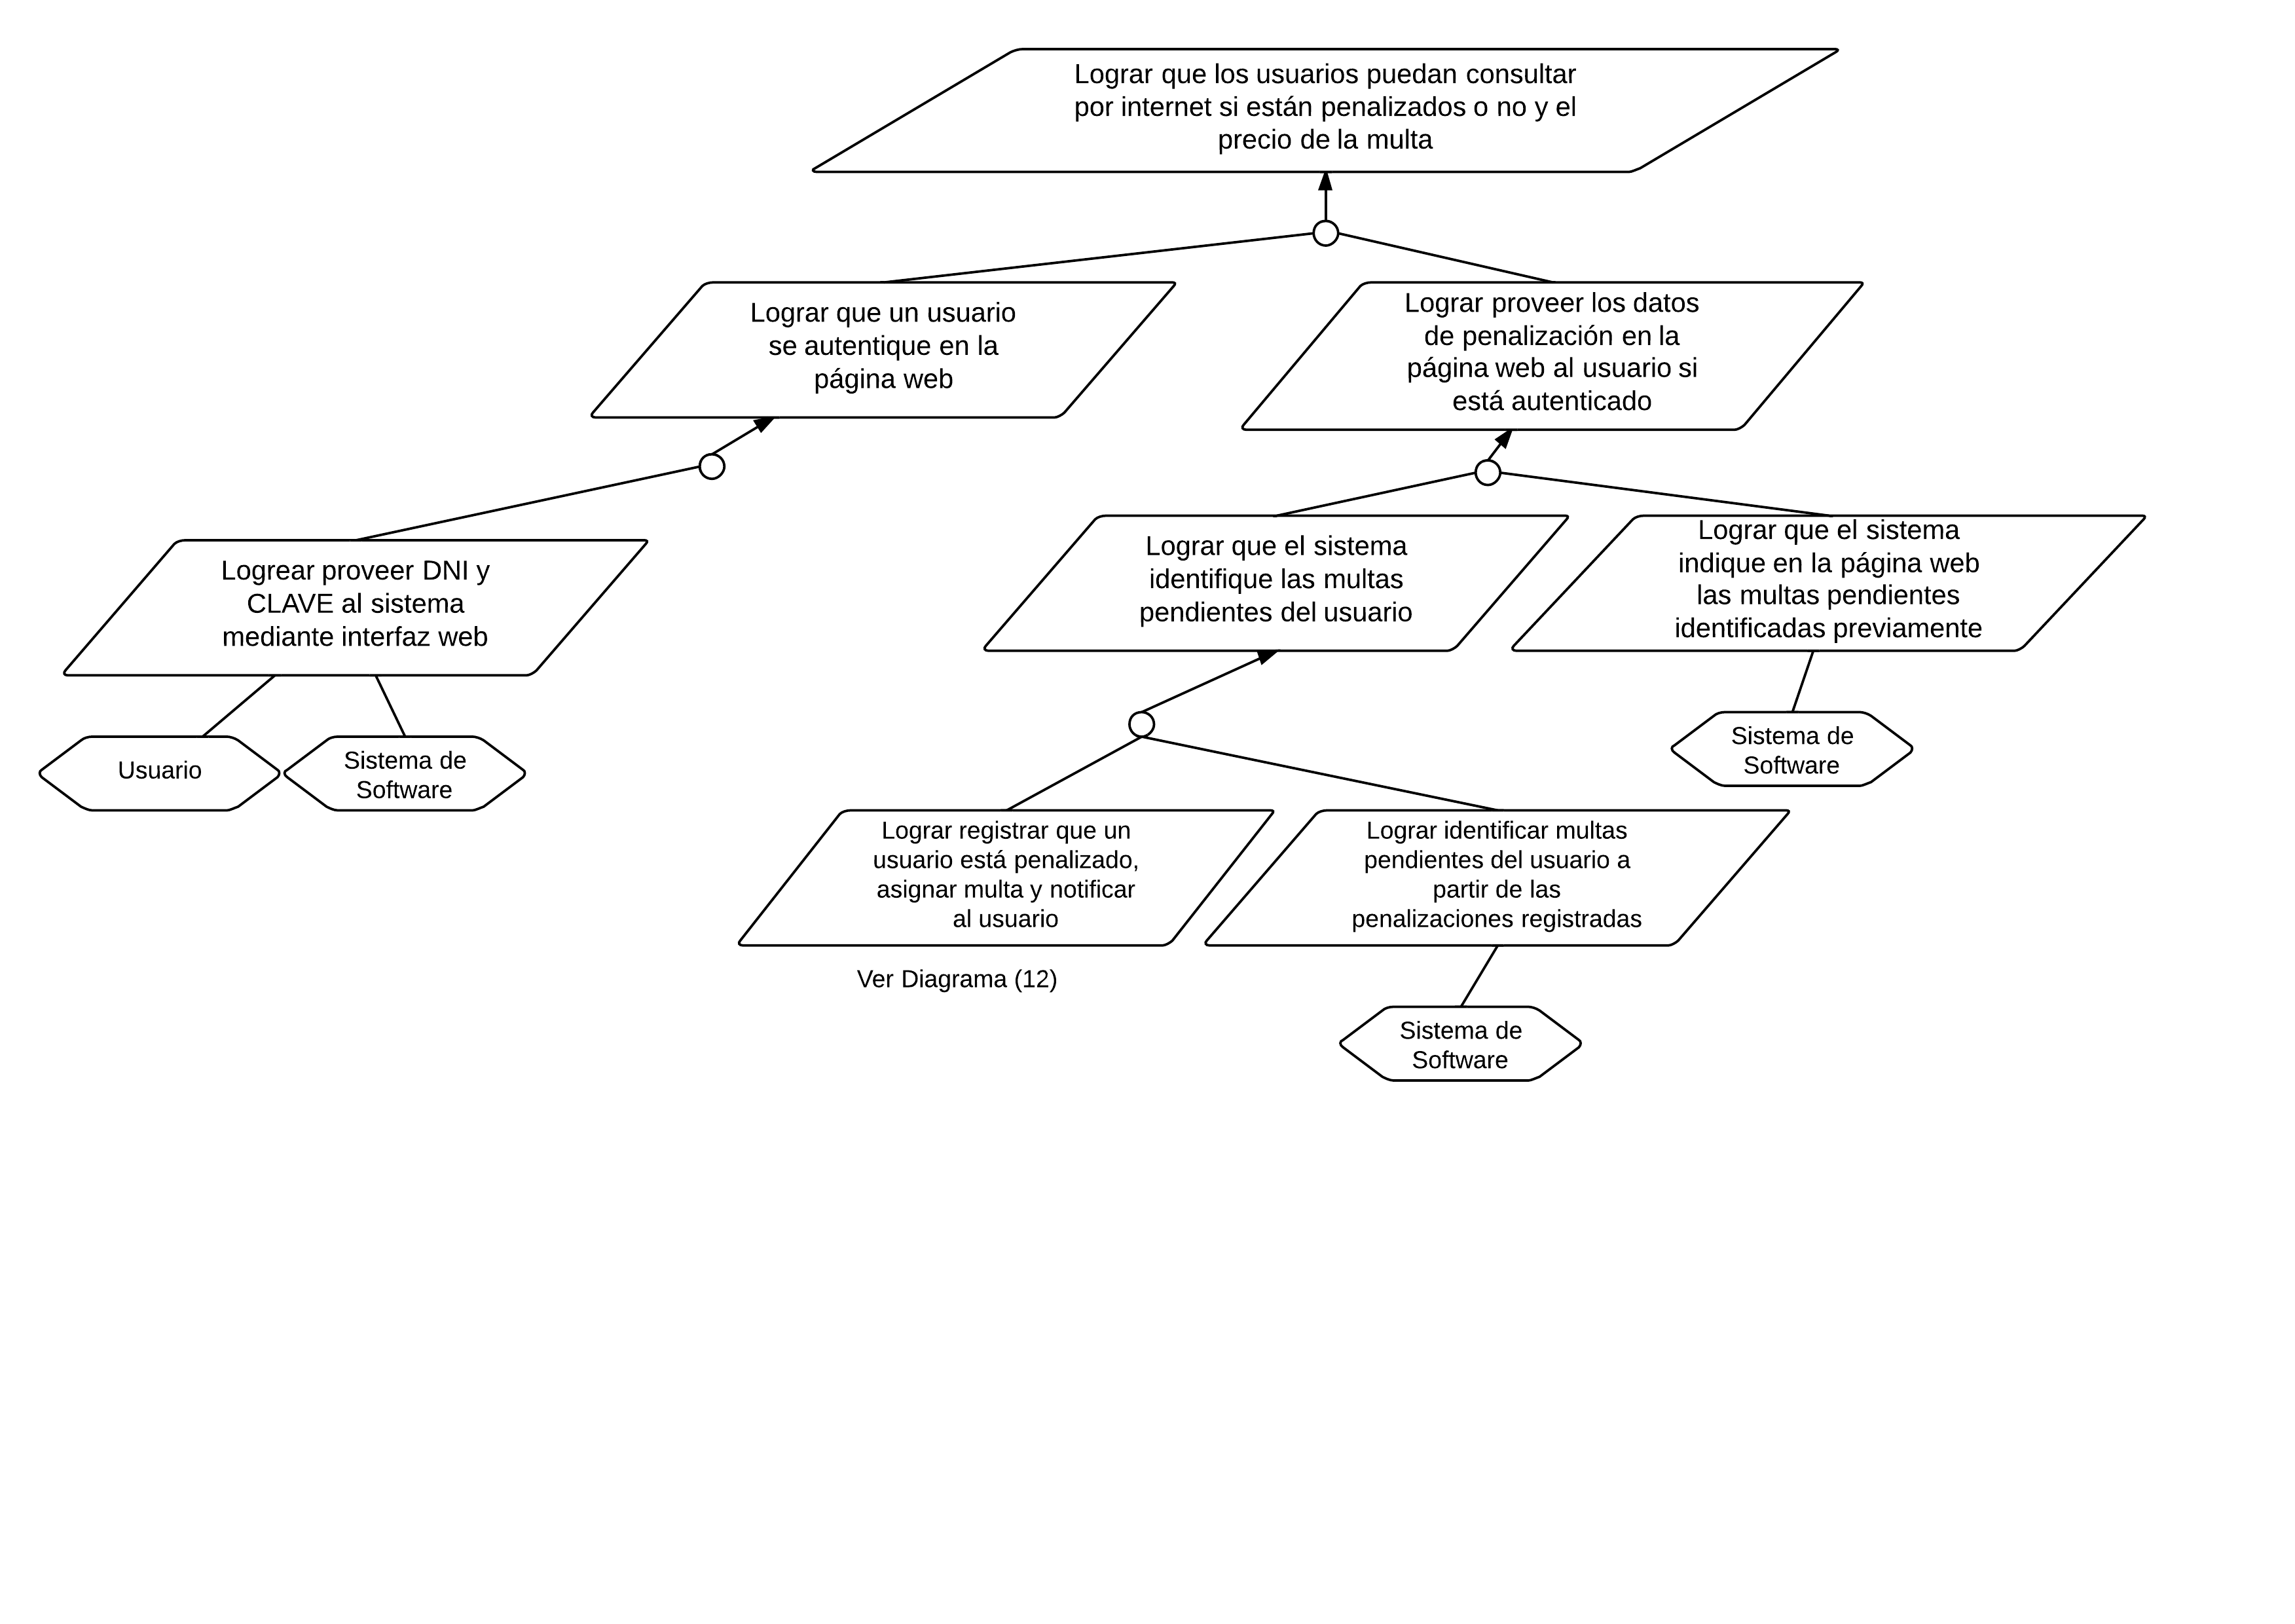 Lograr que los usuarios puedan consultar
por internet si están penalizados o no y el
precio de la multa
Lograr que un usuario
se autentique en la
página web
Lograr proveer los datos
de penalización en la
página web al usuario si
está autenticado
Logrear proveer DNI y
CLAVE al sistema
mediante interfaz web
Lograr que el sistema
identifique las multas
pendientes del usuario
Lograr que el sistema
indique en la página web
las multas pendientes
identificadas previamente
Usuario
Sistema de
Software
Sistema de
Software
Lograr registrar que un
usuario está penalizado,
asignar multa y notificar
al usuario
Lograr identificar multas
pendientes del usuario a
partir de las
penalizaciones registradas
Ver Diagrama (12)
Sistema de
Software